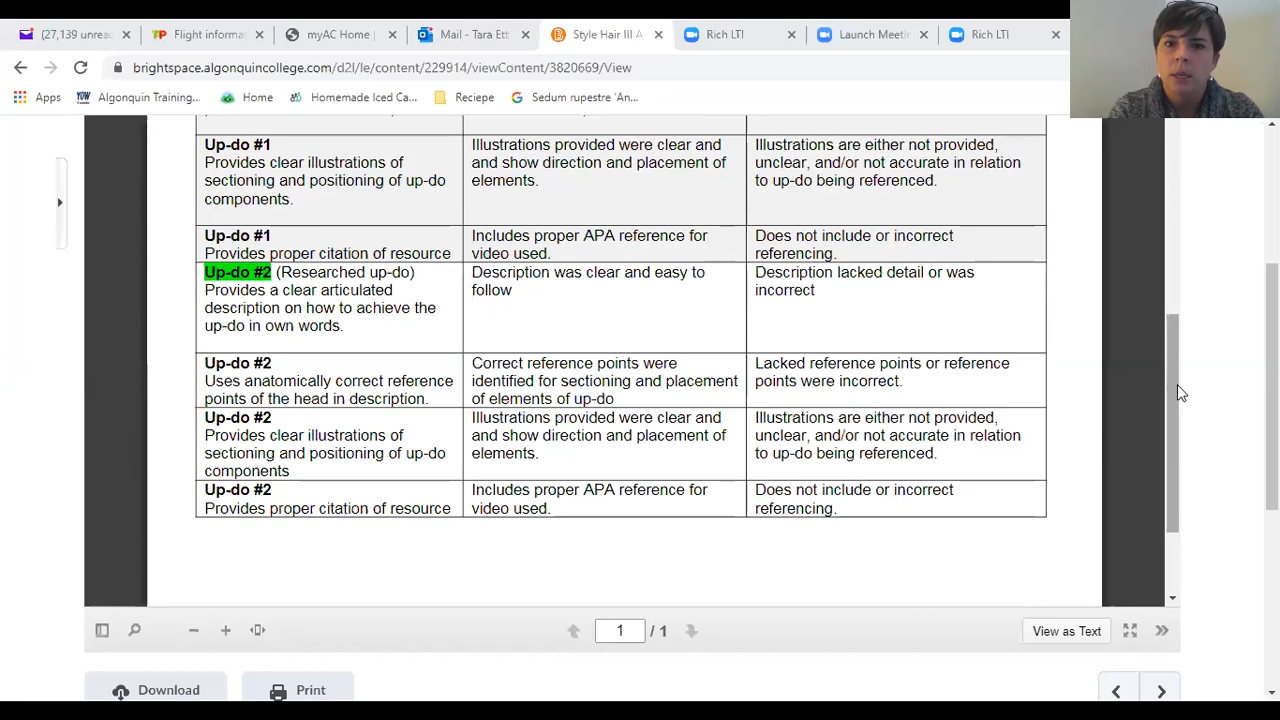 (27,139 unrea
Flight informa
myAC Home
Mail - Tara Ett
Style Hair III A
Rich LTI
Launch Meeti
Rich LTI
brightspace.algonquincollege.com/d2l/le/content/229914/viewContent/3820669/View
Apps
YOW Algonquin Training...
Home
Homemade Iced Ca...
Reciepe
Sedum rupestre 'An...
Up-do #1
Provides clear illustrations of
sectioning and positioning of up-do
components.
Illustrations provided were clear and
and show direction and placement of
elements.
Illustrations are either not provided,
unclear, and/or not accurate in relation
to up-do being referenced.
Up-do #1
Provides proper citation of resource
Includes proper APA reference for
video used.
Does not include or incorrect
referencing.
Up-do #2 (Researched up-do)
Provides a clear articulated
description on how to achieve the
up-do in own words.
Description was clear and easy to
follow
Description lacked detail or was
incorrect
Up-do #2
Uses anatomically correct reference
points of the head in description.
Correct reference points were
identified for sectioning and placement
of elements of up-do
Lacked reference points or reference
points were incorrect.
Up-do #2
Provides clear illustrations of
sectioning and positioning of up-do
components
Illustrations provided were clear and
and show direction and placement of
elements.
Illustrations are either not provided,
unclear, and/or not accurate in relation
to up-do being referenced.
Up-do #2
Provides proper citation of resource
Includes proper APA reference for
video used.
Does not include or incorrect
referencing.
1 / 1
View as Text
Download
Print